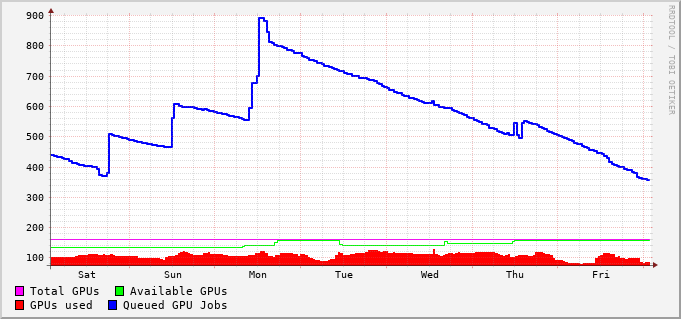 900
800
700
600
500
400
300
200
100
Sat Sun Mon Tue Wed Thu Fri
Total GPUs Available GPUs
GPUs used Queued GPU Jobs
RRDTOOL / TOBI OETIKER